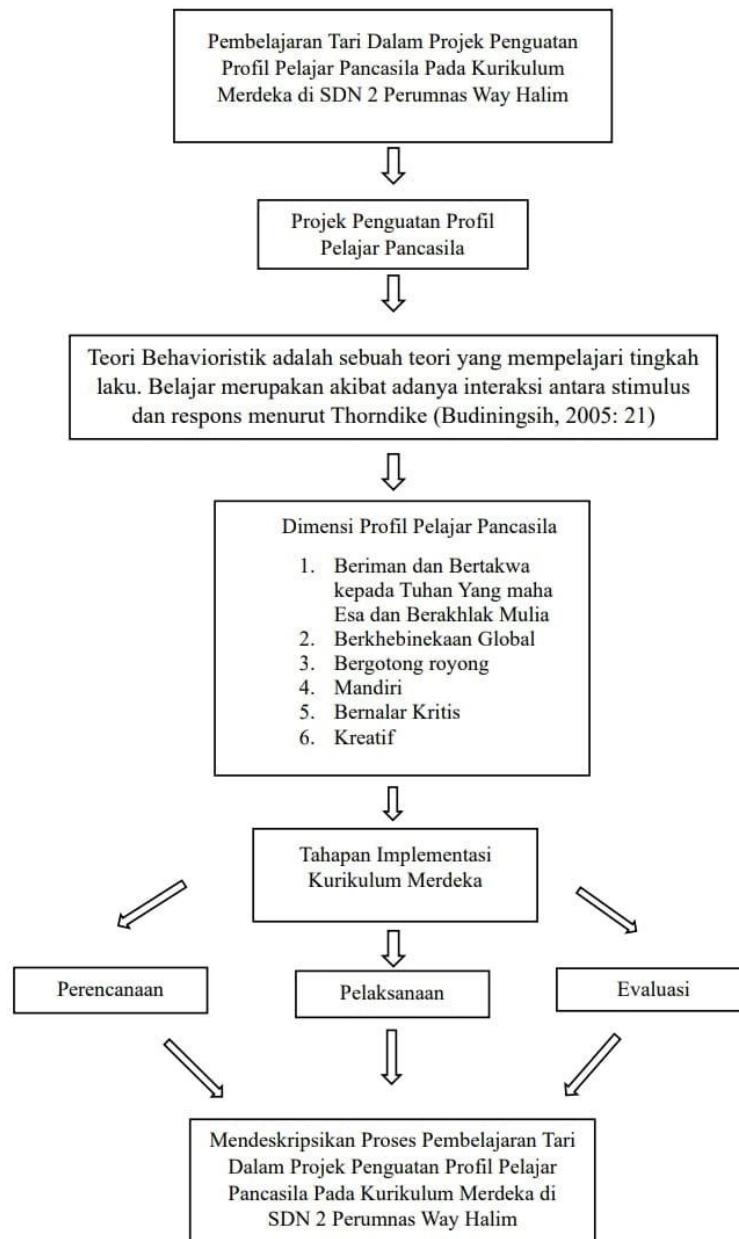 Pembelajaran Tari Dalam Projek Penguatan
Profil Pelajar Pancasila Pada Kurikulum
Merdeka di SDN 2 Perumnas Way Halim
Projek Penguatan Profil
Pelajar Pancasila
Teori Behavioristik adalah sebuah teori yang mempelajari tingkah
laku. Belajar merupakan akibat adanya interaksi antara stimulus
dan respons menurut Thorndike (Budiningsih, 2005: 21)
Dimensi Profil Pelajar Pancasila
1. Beriman dan Bertakwa
kepada Tuhan Yang maha
Esa dan Berakhlak Mulia
2. Berkhebinekaan Global
3. Bergotong royong
4. Mandiri
5. Bernalar Kritis
6. Kreatif
Tahapan Implementasi
Kurikulum Merdeka
Perencanaan
Pelaksanaan
Evaluasi
Mendeskripsikan Proses Pembelajaran Tari
Dalam Projek Penguatan Profil Pelajar
Pancasila Pada Kurikulum Merdeka di
SDN 2 Perumnas Way Halim